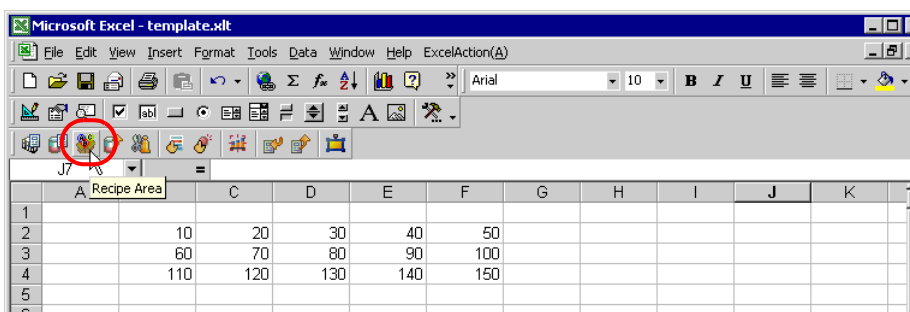 Microsoft Excel - template.xlt
File Edit View Insert Format Tools Data Window Help ExcelAction(A)
Arial 10 B I U
abl A
J7 =
Recipe Area
A C D E F G H I J K
1
2 10 20 30 40 50
3 60 70 80 90 100
4 110 120 130 140 150
5